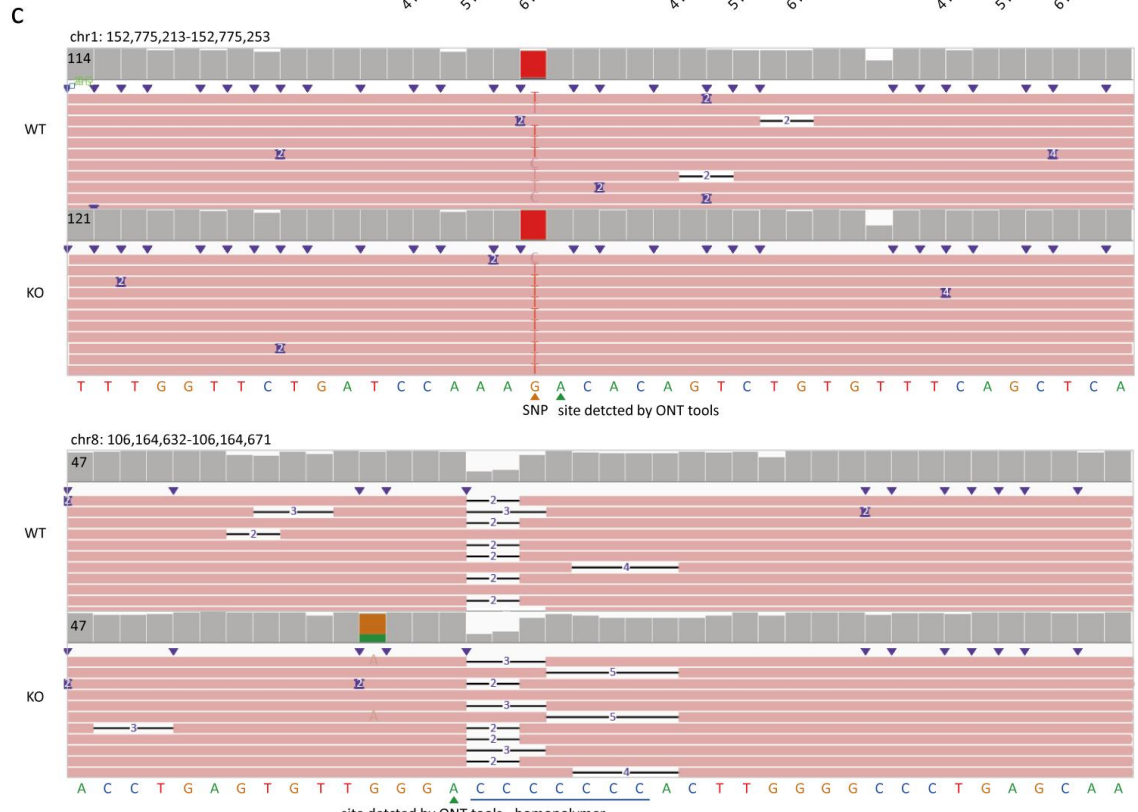 C
chr1: 152,775,213-152,775,253
114
T 2
2 T 2
T
2 T 4
C
T 2
2
C 2
WT
121
2 C
2 T
T 4
T
T
T
2 T
T
KO
T T T G G T T C T G A T C C A A A G A C A C A G T C T G T G T T T C A G C T C A
SNP site detcted by ONT tools
chr8: 106,164,632-106,164,671
47
2 2
3 3 2
2
2
2
2
4
2
2
WT
47
A 3
5
2 2 2
3
A 5
3 2
2
3
2
4
KO
A C C T G A G T G T T G G G A C C C C C C C A C T T G G G G C C C T G A G C A A
site detcted by ONT tools homopolymer